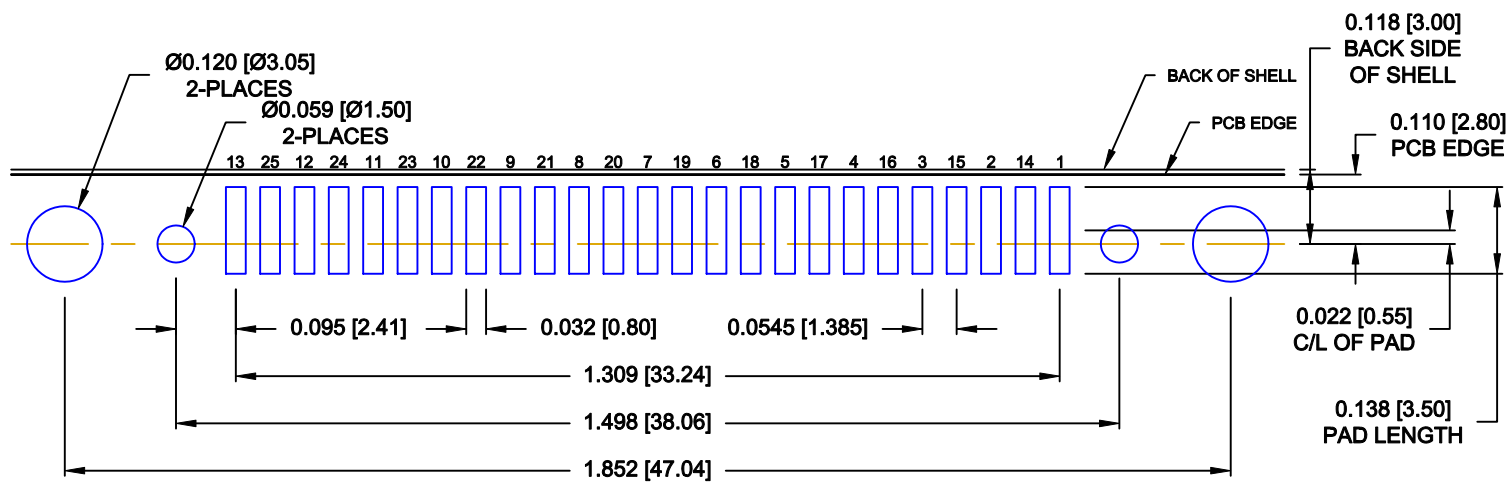 0.118 [3.00]
BACK SIDE
OF SHELL
Ø0.120 [Ø3.05]
2-PLACES
BACK OF SHELL
Ø0.059 [Ø1.50]
2-PLACES
PCB EDGE
0.110 [2.80]
PCB EDGE
13 25 12 24 11 23 10 22 9 21 8 20 7 19 6 18 5 17 4 16 3 15 2 14 1
0.095 [2.41]
0.032 [0.80]
0.0545 [1.385]
0.022 [0.55]
C/L OF PAD
1.309 [33.24]
1.498 [38.06]
0.138 [3.50]
PAD LENGTH
1.852 [47.04]